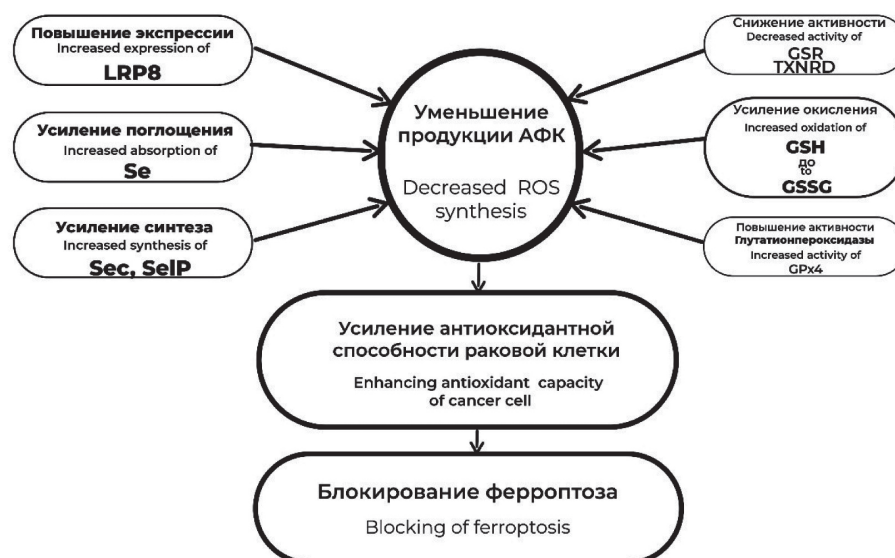 Повышение экспрессии
Increased expression of
LRP8
Усиление поглощения
Increased absorption of
Se
Усиление синтеза
Increased synthesis of
Sec, SelP
Уменьшение
продукции АФК
Decreased ROS
synthesis
Снижение активности
Decreased activity of
GSR
TXNRD
Усиление окисления
Increased oxidation of
GSH
до
to
GSSG
Повышение активности
Глутатионпероксидазы
Increased activity of
GPx4
Усиление антиоксидантной
способности раковой клетки
Enhancing antioxidant capacity
of cancer cell
Блокирование ферроптоза
Blocking of ferroptosis